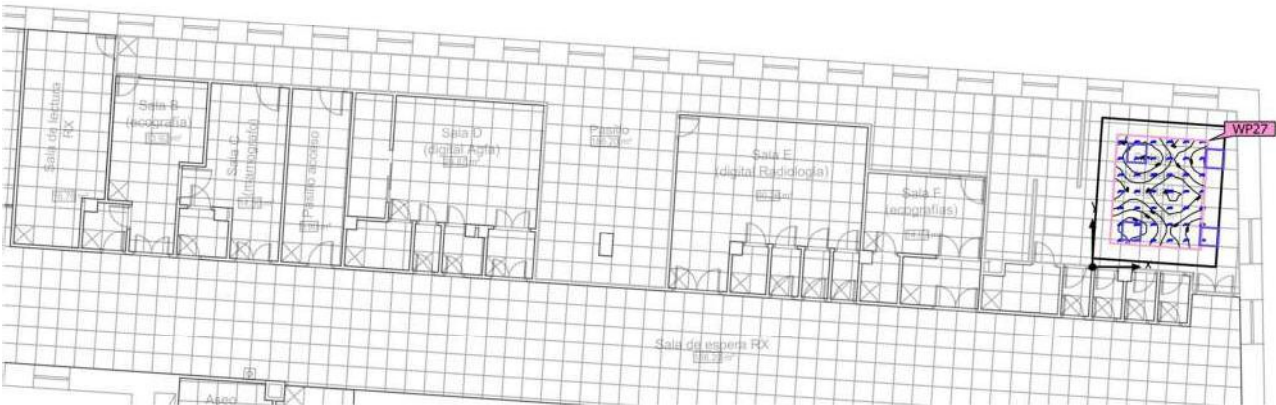 Sala de lectura
RX
Sala B
(ecografía)
Sala C
(mamografo)
Pasillo acceso
Sala D
(digital Agfa)
Pasillo
Sala E
(digital Radiología)
Sala F
(ecografías)
WP27
Y
X
Sala de espera RX
Aseo